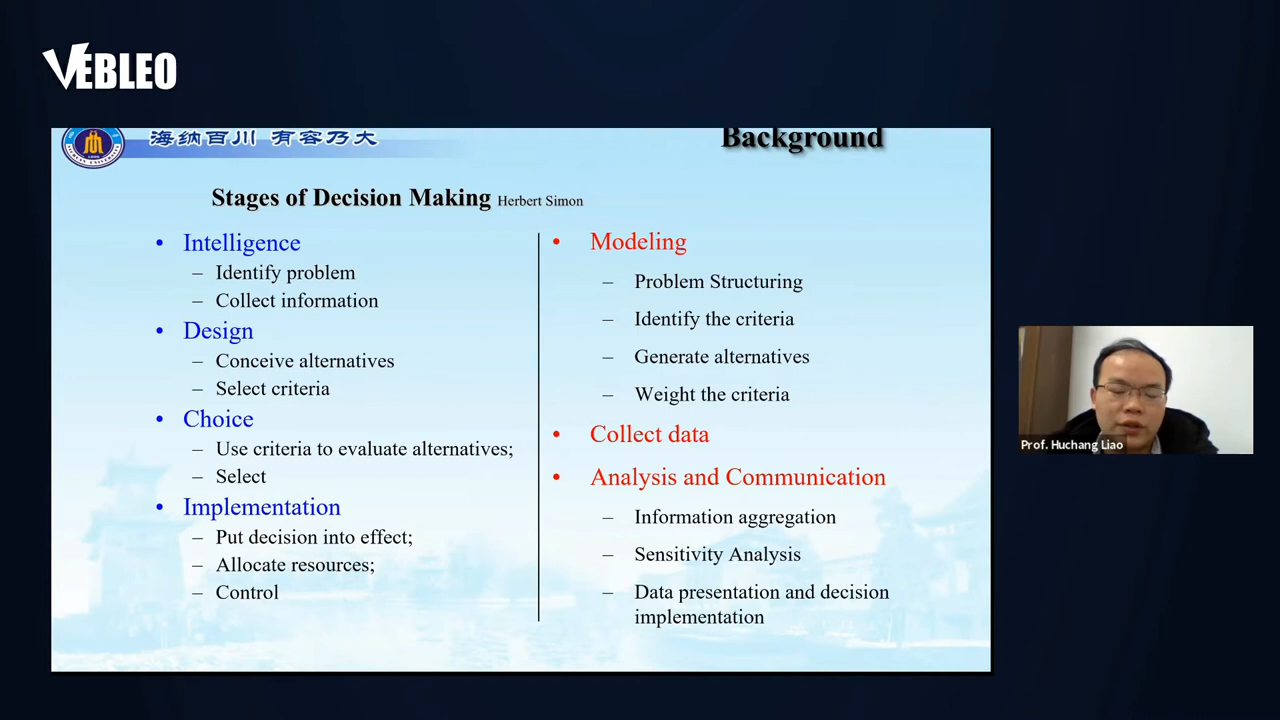 VEBLEO
海纳百川 有容乃大
Background
Stages of Decision Making Herbert Simon
• Intelligence
– Identify problem
– Collect information
• Design
– Conceive alternatives
– Select criteria
• Choice
– Use criteria to evaluate alternatives;
– Select
• Implementation
– Put decision into effect;
– Allocate resources;
– Control
• Modeling
– Problem Structuring
– Identify the criteria
– Generate alternatives
– Weight the criteria
• Collect data
• Analysis and Communication
– Information aggregation
– Sensitivity Analysis
– Data presentation and decision
implementation
Prof. Huchang Liao